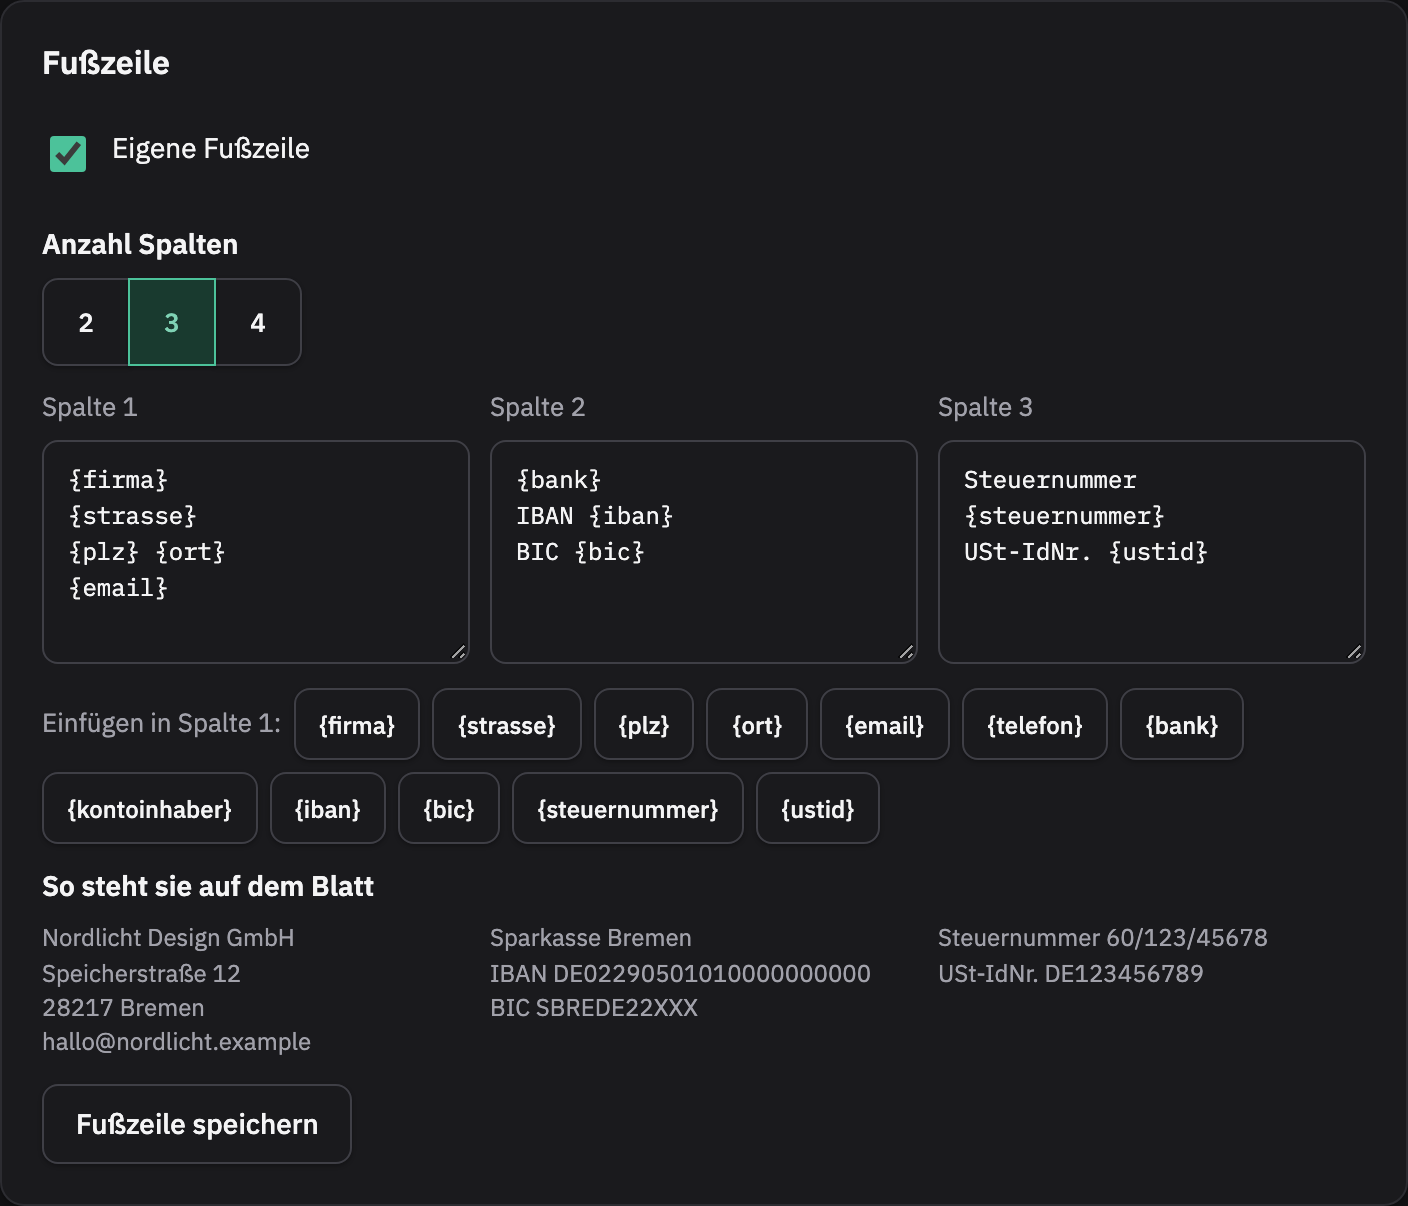 Fußzeile
Eigene Fußzeile
Anzahl Spalten
2 3 4
Spalte 1
{firma}
{strasse}
{plz} {ort}
{email}
Spalte 2
{bank}
IBAN {iban}
BIC {bic}
Spalte 3
Steuernummer
{steuernummer}
USt-IdNr. {ustid}
Einfügen in Spalte 1: {firma} {strasse} {plz} {ort} {email} {telefon} {bank}
{kontoinhaber} {iban} {bic} {steuernummer} {ustid}
So steht sie auf dem Blatt
Nordlicht Design GmbH
Speicherstraße 12
28217 Bremen
hallo@nordlicht.example
Sparkasse Bremen
IBAN DE02290501010000000000
BIC SBREDE22XXX
Steuernummer 60/123/45678
USt-IdNr. DE123456789
Fußzeile speichern